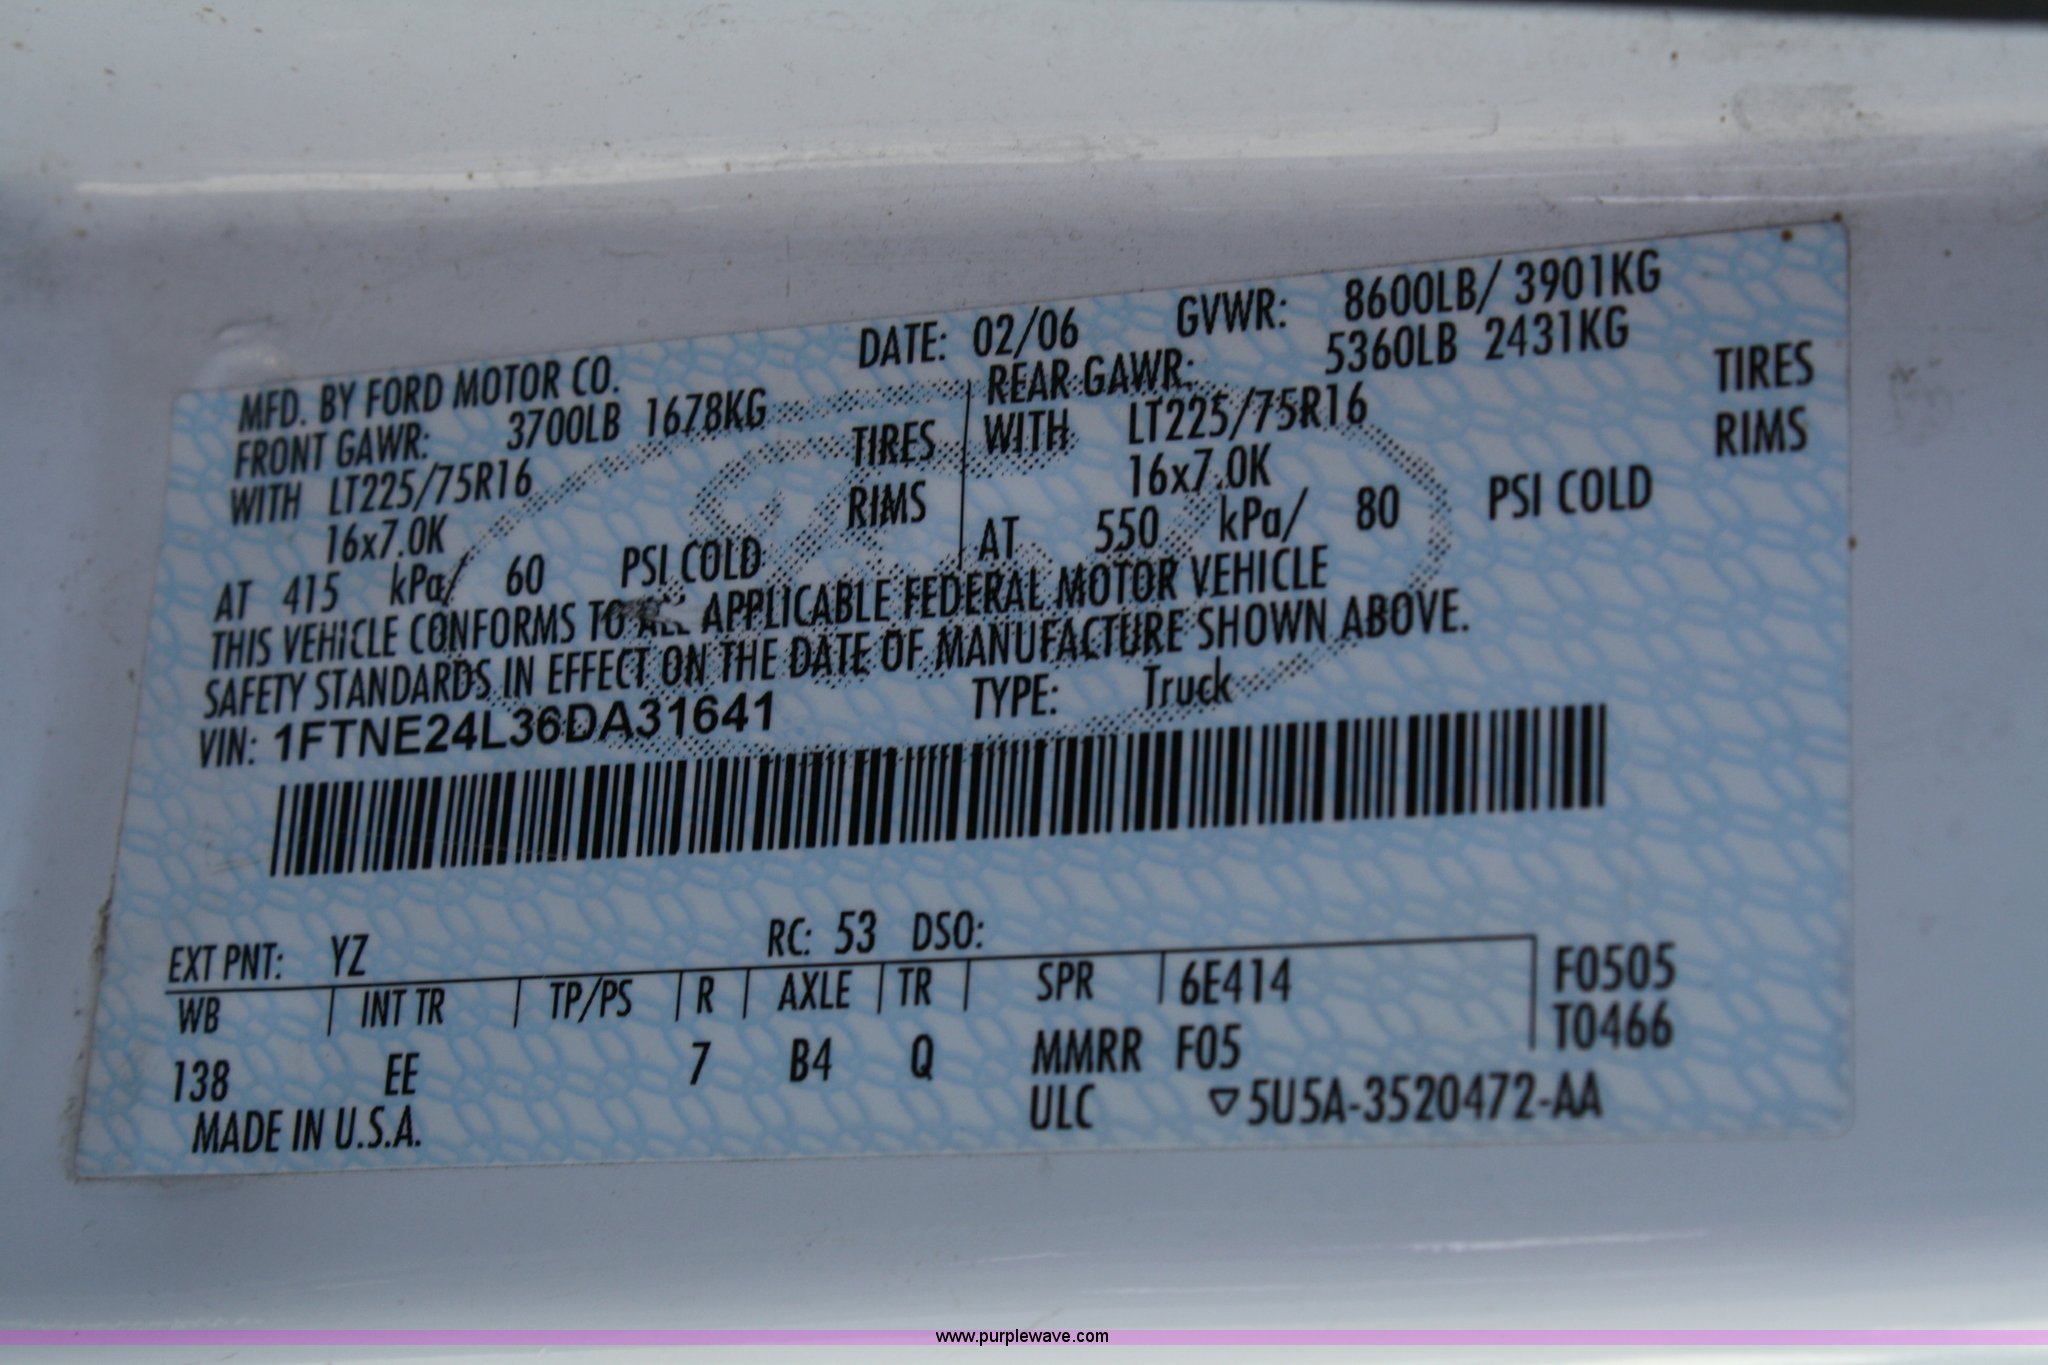 MFD. BY FORD MOTOR CO. DATE: 02/06 GVWR: 8600LB/ 3901KG
FRONT GAWR: 3700LB 1678KG
WITH LT225/75R16 TIRES
16x7.0K RIMS
AT 415 kPa/ 60 PSI COLD
REAR GAWR: 5360LB 2431KG
WITH LT225/75R16 TIRES
16x7.0K RIMS
AT 550 kPa/ 80 PSI COLD
THIS VEHICLE CONFORMS TO ALL APPLICABLE FEDERAL MOTOR VEHICLE
SAFETY STANDARDS IN EFFECT ON THE DATE OF MANUFACTURE SHOWN ABOVE.
VIN: 1FTNE24L36DA31641 TYPE: Truck
EXT PNT: YZ RC: 53 DSO:
WB INT TR TP/PS R AXLE TR SPR 6E414 F0505
T0466
138 EE 7 B4 Q MMRR F05
MADE IN U.S.A. ULC ▽5U5A-3520472-AA
www.purplewave.com